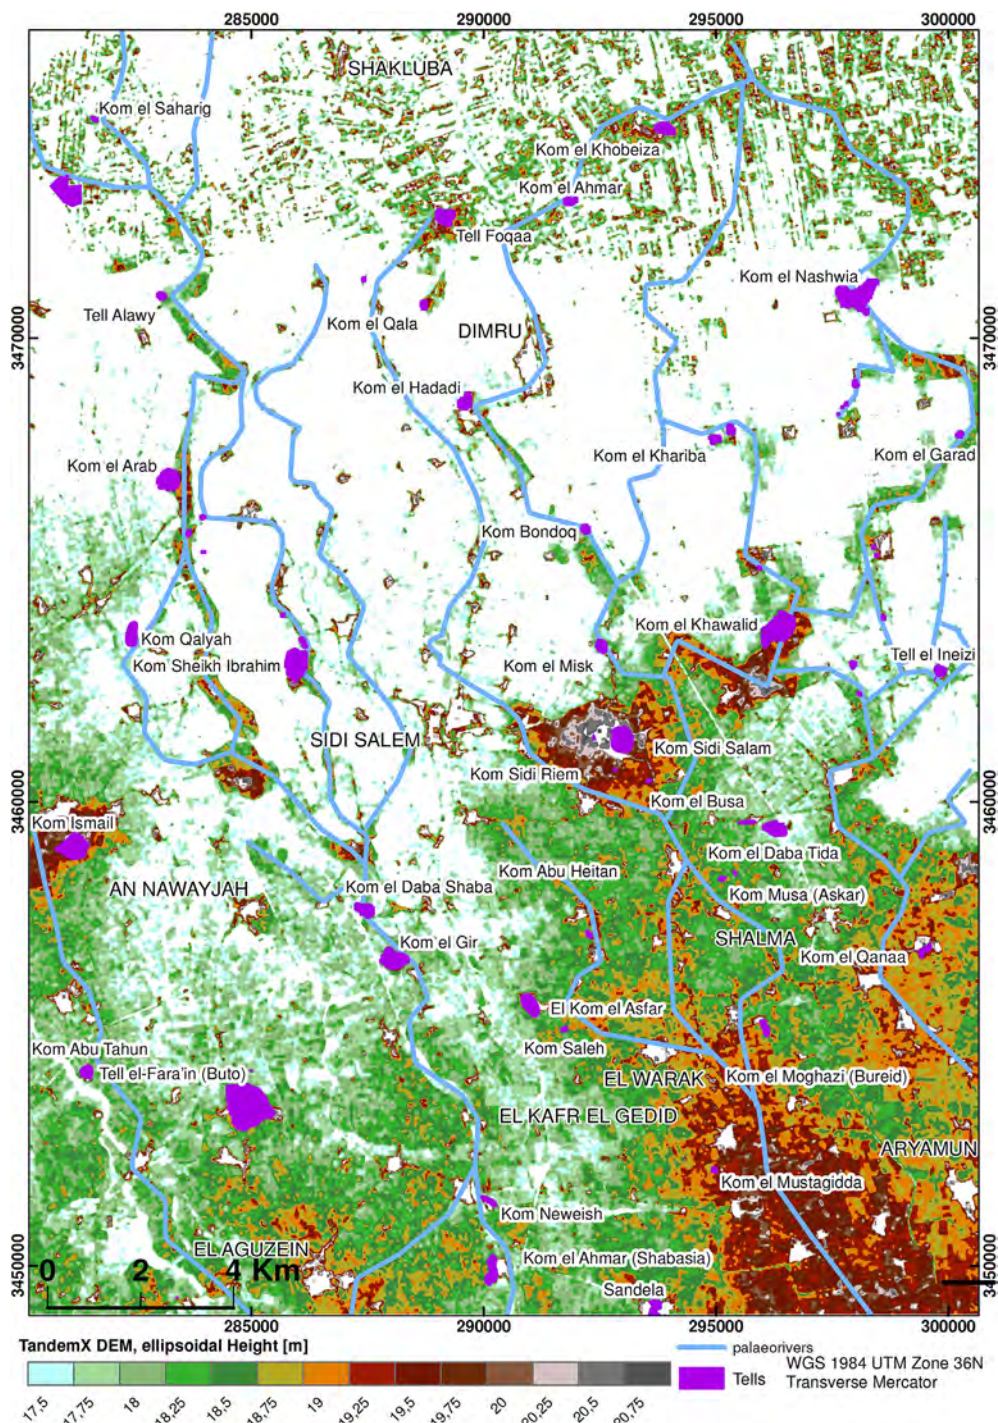 285000 290000 295000 300000
SHAKLUBA
Kom el Saharig
Kom el Khobeiza
Kom el Ahmar
Tell Foqaa
Kom el Nashwia
Tell Alawy
Kom el Qala
DIMRU
3470000 3470000
Kom el Hadadi
Kom el Arab
Kom el Khariba
Kom el Garad
Kom Bondoq
Kom Qalyah
Kom el Khawalid
Kom Sheikh Ibrahim
Kom el Misk
Tell el Ineizi
SIDI SALEM
Kom Sidi Salam
Kom Sidi Riem
Kom el Busa
3460000 3460000
Kom Ismail
Kom el Daba Tida
Kom Abu Heitan
AN NAWAYJAH
Kom el Daba Shaba
Kom Musa (Askar)
SHALMA
Kom el Gir
Kom el Qanaa
El Kom el Asfar
Kom Abu Tahun
Kom Saleh
Tell el-Fara'in (Buto)
EL WARAK
Kom el Moghazi (Bureid)
EL KAFR EL GEDID
ARYAMUN
Kom el Mustagidda
Kom Neweish
EL AGUZEIN
Kom el Ahmar (Shabasia)
3450000 3450000
0 2 4 Km
Sandela
285000 290000 295000 300000
TandemX DEM, ellipsoidal Height [m]
palaeorivers
Tells
WGS 1984 UTM Zone 36N
Transverse Mercator
17,5 17,75 18 18,25 18,5 18,75 19 19,25 19,5 19,75 20 20,25 20,5 20,75